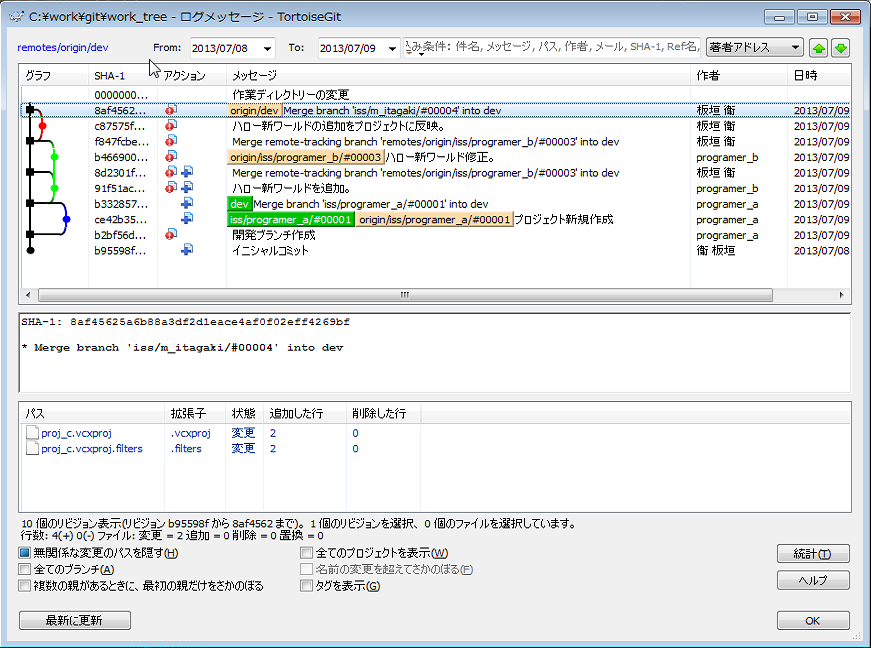 C:¥work¥git¥work_tree - ログメッセージ - TortoiseGit
remotes/origin/dev From: 2013/07/08 To: 2013/07/09 込み条件: 件名, メッセージ, パス, 作者, メール, SHA-1, Ref名, 著者アドレス
グラフ SHA-1 アクション メッセージ 作者 日時
0000000... 作業ディレクトリーの変更
8af4562... origin/dev Merge branch 'iss/m_itagaki/#00004' into dev 板垣 衛 2013/07/09
c87575f... ハロー新ワールドの追加をプロジェクトに反映。 板垣 衛 2013/07/09
f847fcbe... Merge remote-tracking branch 'remotes/origin/iss/programer_b/#00003' into dev 板垣 衛 2013/07/09
b466900... origin/iss/programer_b/#00003 ハロー新ワールド修正。 programer_b 2013/07/09
8d2301f... Merge remote-tracking branch 'remotes/origin/iss/programer_b/#00003' into dev 板垣 衛 2013/07/09
91f51ac... ハロー新ワールドを追加。 programer_b 2013/07/09
b332857... dev Merge branch 'iss/programer_a/#00001' into dev programer_a 2013/07/09
ce42b35... iss/programer_a/#00001 origin/iss/programer_a/#00001 プロジェクト新規作成 programer_a 2013/07/09
b2bf56d... 開発ブランチ作成 programer_a 2013/07/09
b95598f... イニシャルコミット 衛 板垣 2013/07/08
SHA-1: 8af45625a6b88a3df2d1eace4af0f02eff4269bf
* Merge branch 'iss/m_itagaki/#00004' into dev
パス 拡張子 状態 追加した行 削除した行
proj_c.vcxproj .vcxproj 変更 2 0
proj_c.vcxproj.filters .filters 変更 2 0
10 個のリビジョン表示(リビジョン b95598f から 8af4562 まで)。1 個のリビジョンを選択、0 個のファイルを選択しています。
行数: 4(+) 0(-) ファイル: 変更 = 2 追加 = 0 削除 = 0 置換 = 0
無関係な変更のパスを隠す(H) 全てのプロジェクトを表示(W) 統計(T)
全てのブランチ(A) 名前の変更を超えてさかのぼる(F)
ヘルプ
複数の親があるときに、最初の親だけをさかのぼる タグを表示(G)
最新に更新 OK